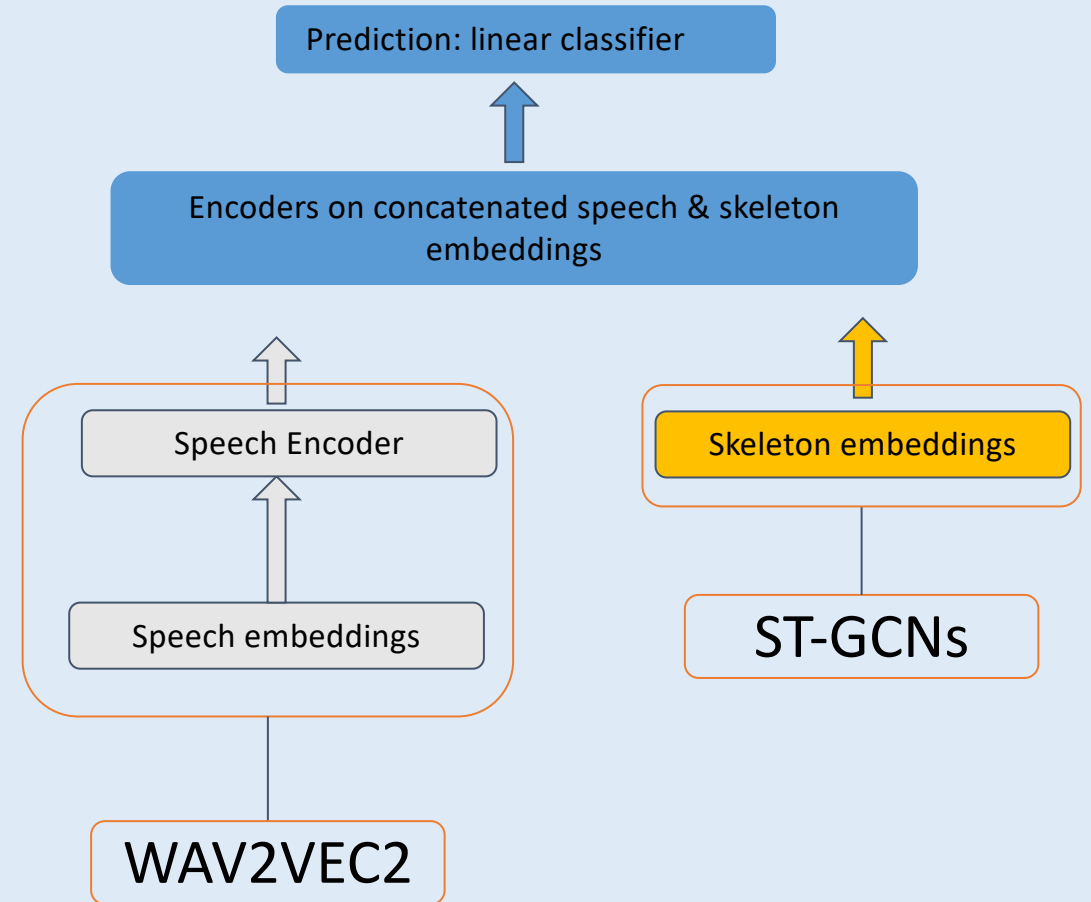 Prediction: linear classifier
Encoders on concatenated speech & skeleton
embeddings
Speech Encoder
Skeleton embeddings
Speech embeddings
ST-GCNs
WAV2VEC2